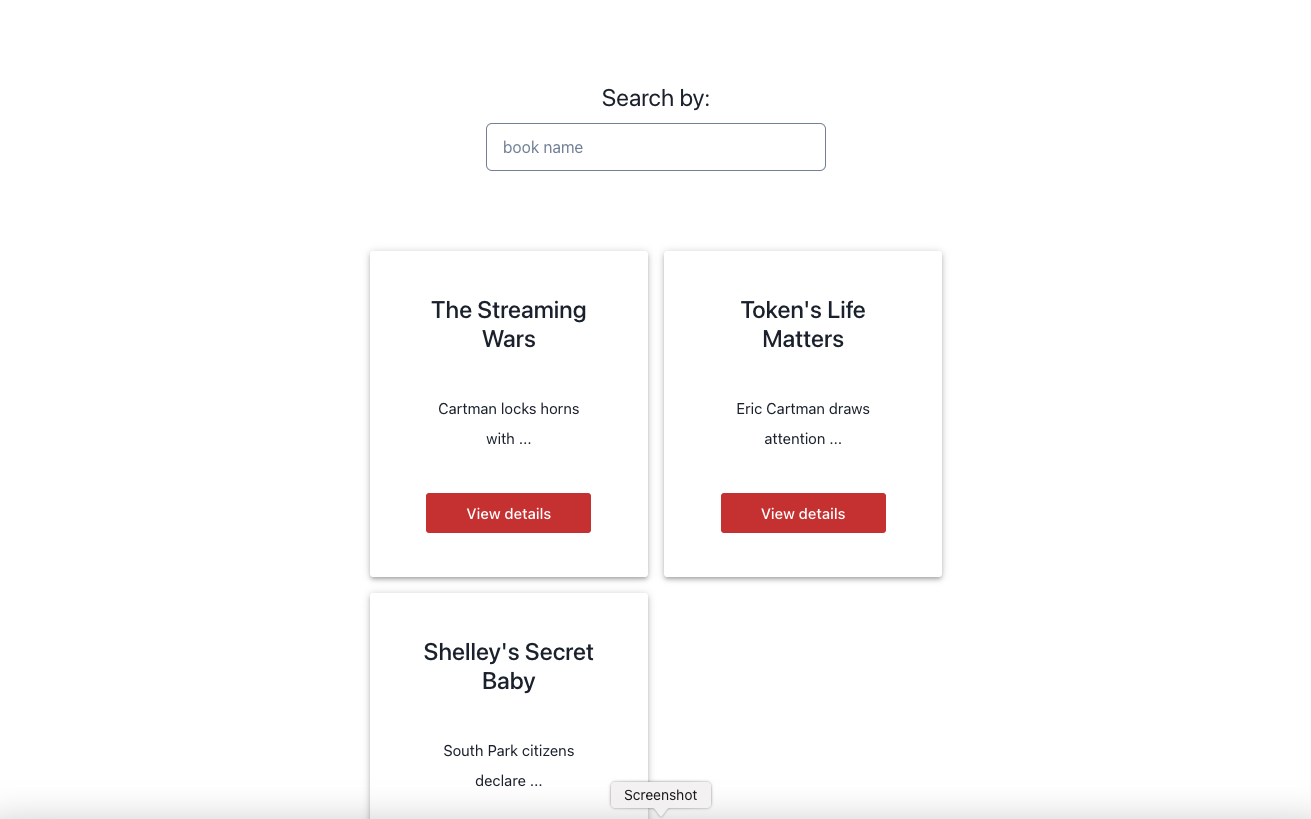 Search by:
book name
The Streaming
Wars
Cartman locks horns
with ...
View details
Token's Life
Matters
Eric Cartman draws
attention ...
View details
Shelley's Secret
Baby
South Park citizens
declare ...
Screenshot